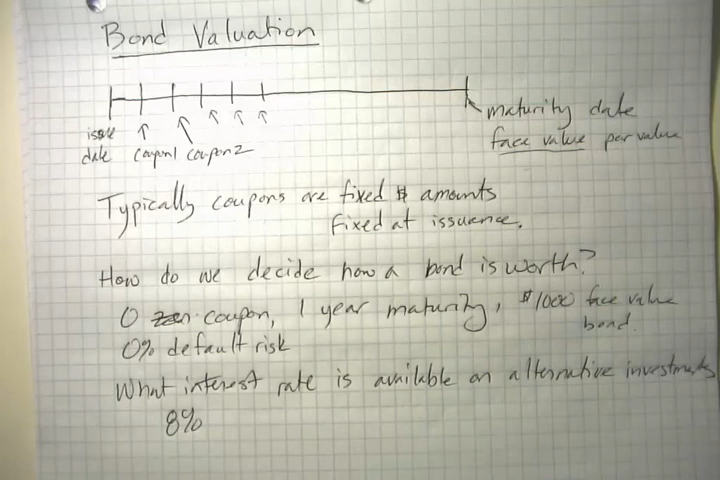 Bond Valuation
issue date
coupon1 coupon2
maturity date
face value par value
Typically coupons are fixed $ amounts
fixed at issuence.
How do we decide how a bond is worth?
0 coupon, 1 year maturity, $1000 face value
bond.
0% default risk
What interest rate is available on alternative investments
8%